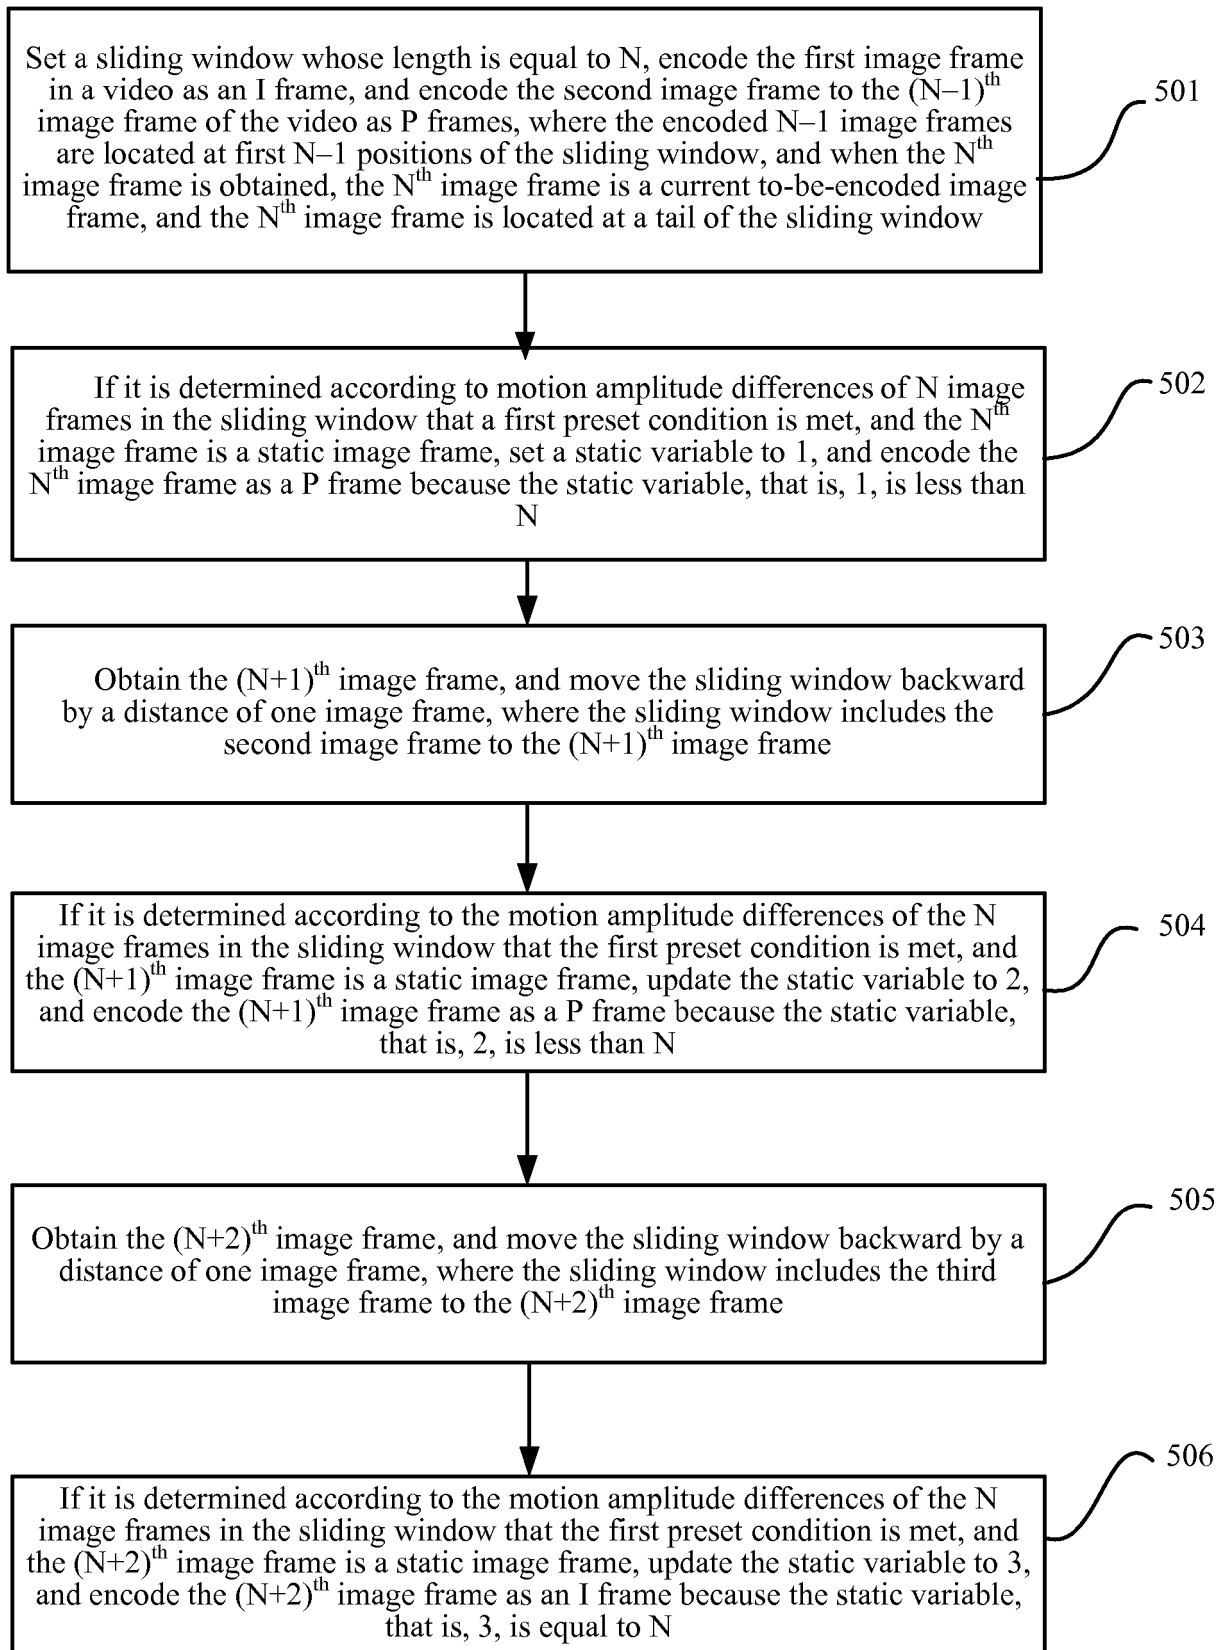 Set a sliding window whose length is equal to N, encode the first image frame
in a video as an I frame, and encode the second image frame to the (N–1)th
image frame of the video as P frames, where the encoded N–1 image frames
are located at first N–1 positions of the sliding window, and when the Nth
image frame is obtained, the Nth image frame is a current to-be-encoded image
frame, and the Nth image frame is located at a tail of the sliding window
501
If it is determined according to motion amplitude differences of N image
frames in the sliding window that a first preset condition is met, and the Nth
image frame is a static image frame, set a static variable to 1, and encode the
Nth image frame as a P frame because the static variable, that is, 1, is less than
N
502
Obtain the (N+1)th image frame, and move the sliding window backward
by a distance of one image frame, where the sliding window includes the
second image frame to the (N+1)th image frame
503
If it is determined according to the motion amplitude differences of the N
image frames in the sliding window that the first preset condition is met, and
the (N+1)th image frame is a static image frame, update the static variable to 2,
and encode the (N+1)th image frame as a P frame because the static variable,
that is, 2, is less than N
504
Obtain the (N+2)th image frame, and move the sliding window backward by a
distance of one image frame, where the sliding window includes the third
image frame to the (N+2)th image frame
505
If it is determined according to the motion amplitude differences of the N
image frames in the sliding window that the first preset condition is met, and
the (N+2)th image frame is a static image frame, update the static variable to 3,
and encode the (N+2)th image frame as an I frame because the static variable,
that is, 3, is equal to N
506